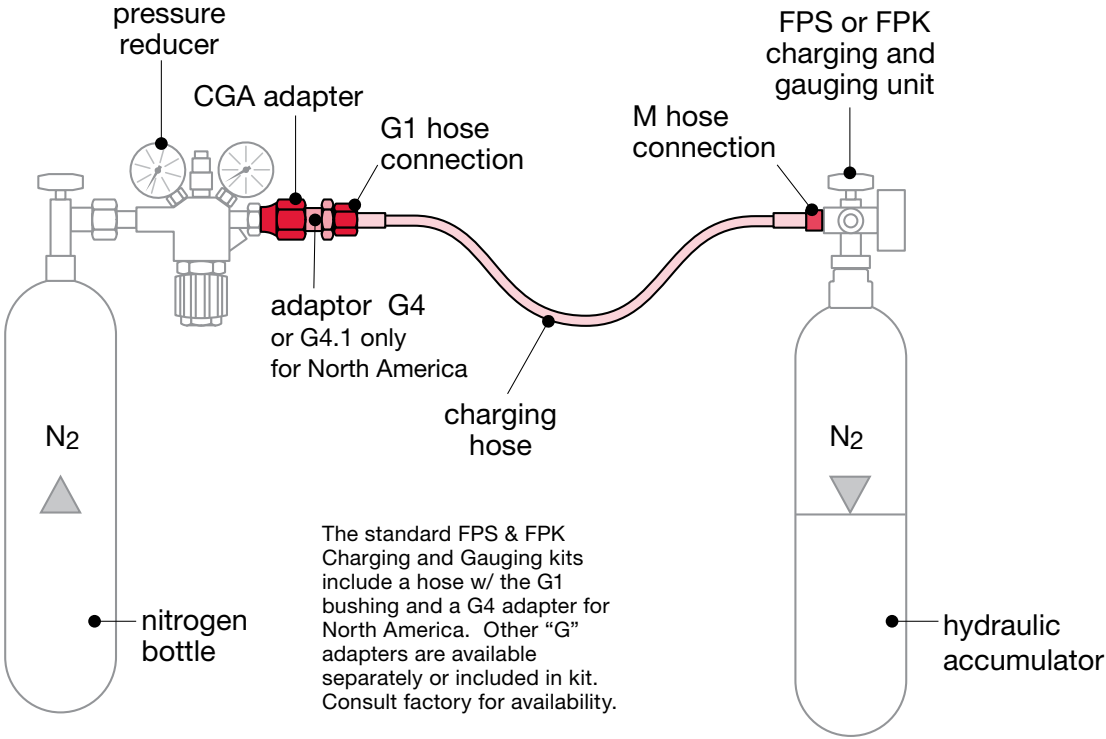 pressure
reducer
CGA adapter
G1 hose
connection
M hose
connection
FPS or FPK
charging and
gauging unit
adaptor G4
or G4.1 only
for North America
charging
hose
N2
N2
The standard FPS & FPK
Charging and Gauging kits
include a hose w/ the G1
bushing and a G4 adapter for
North America. Other “G”
adapters are available
separately or included in kit.
Consult factory for availability.
nitrogen
bottle
hydraulic
accumulator